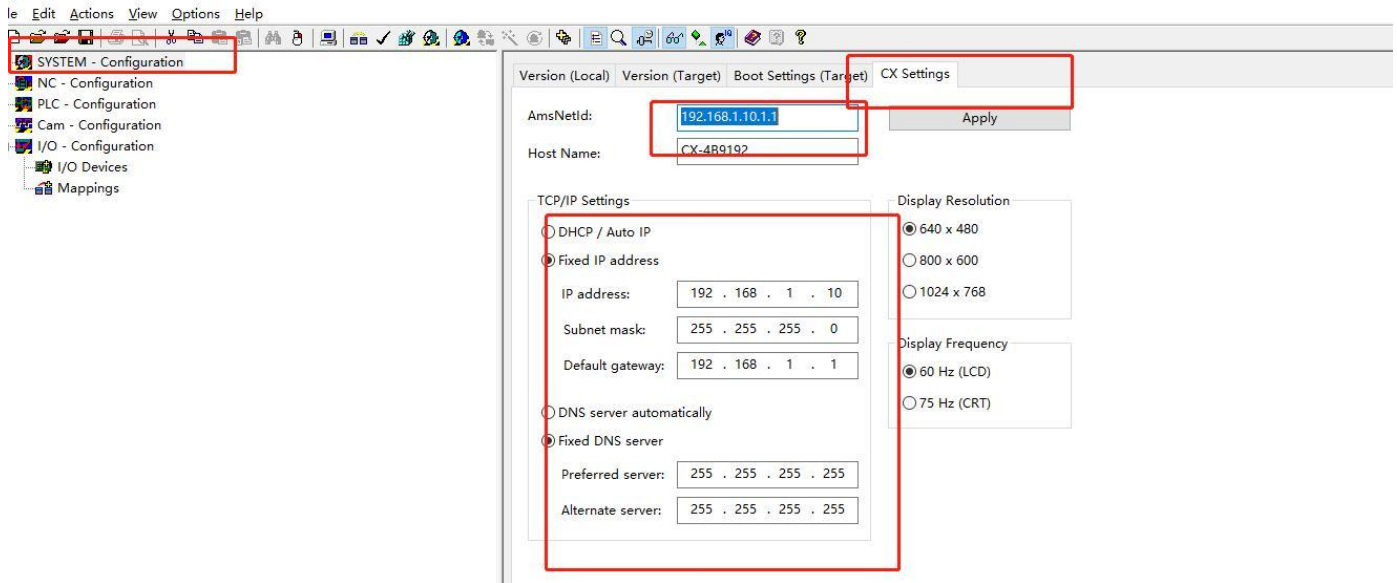 le Edit Actions View Options Help
SYSTEM - Configuration
NC - Configuration
PLC - Configuration
Cam - Configuration
I/O - Configuration
I/O Devices
Mappings
Version (Local) Version (Target) Boot Settings (Target) CX Settings
AmsNetId: 192.168.1.10.1.1 Apply
Host Name: CX-4B9192
TCP/IP Settings
DHCP / Auto IP
Fixed IP address
IP address: 192 . 168 . 1 . 10
Subnet mask: 255 . 255 . 255 . 0
Default gateway: 192 . 168 . 1 . 1
DNS server automatically
Fixed DNS server
Preferred server: 255 . 255 . 255 . 255
Alternate server: 255 . 255 . 255 . 255
Display Resolution
640 x 480
800 x 600
1024 x 768
Display Frequency
60 Hz (LCD)
75 Hz (CRT)